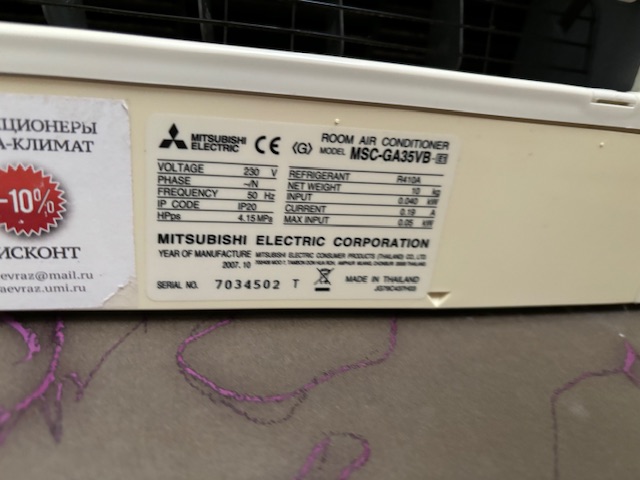 ЦИОНЕРЫ
А-КЛИМАТ
-10%
ИСКОНТ
aevraz@mail.ru
aevraz.umi.ru
MITSUBISHI
ELECTRIC
CE
G
ROOM AIR CONDITIONER
MODEL MSC-GA35VB-E1
VOLTAGE 230 V
PHASE ~/N
FREQUENCY 50 Hz
IP CODE IP20
HPps 4.15 MPa
REFRIGERANT R410A
NET WEIGHT 10 kg
INPUT 0.040 kW
CURRENT 0.19 A
MAX INPUT 0.05 kW
MITSUBISHI ELECTRIC CORPORATION
YEAR OF MANUFACTURE MITSUBISHI ELECTRIC CONSUMER PRODUCTS (THAILAND) CO., LTD
2007.10
SERIAL NO. 7034502 T
MADE IN THAILAND